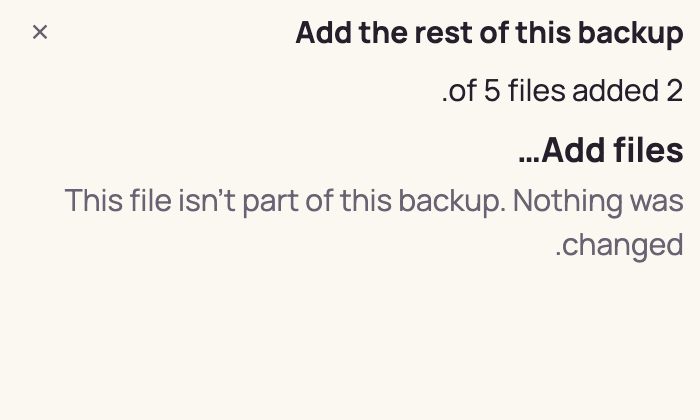 Add the rest of this backup
2 of 5 files added.
Add files…
This file isn't part of this backup. Nothing was
changed.